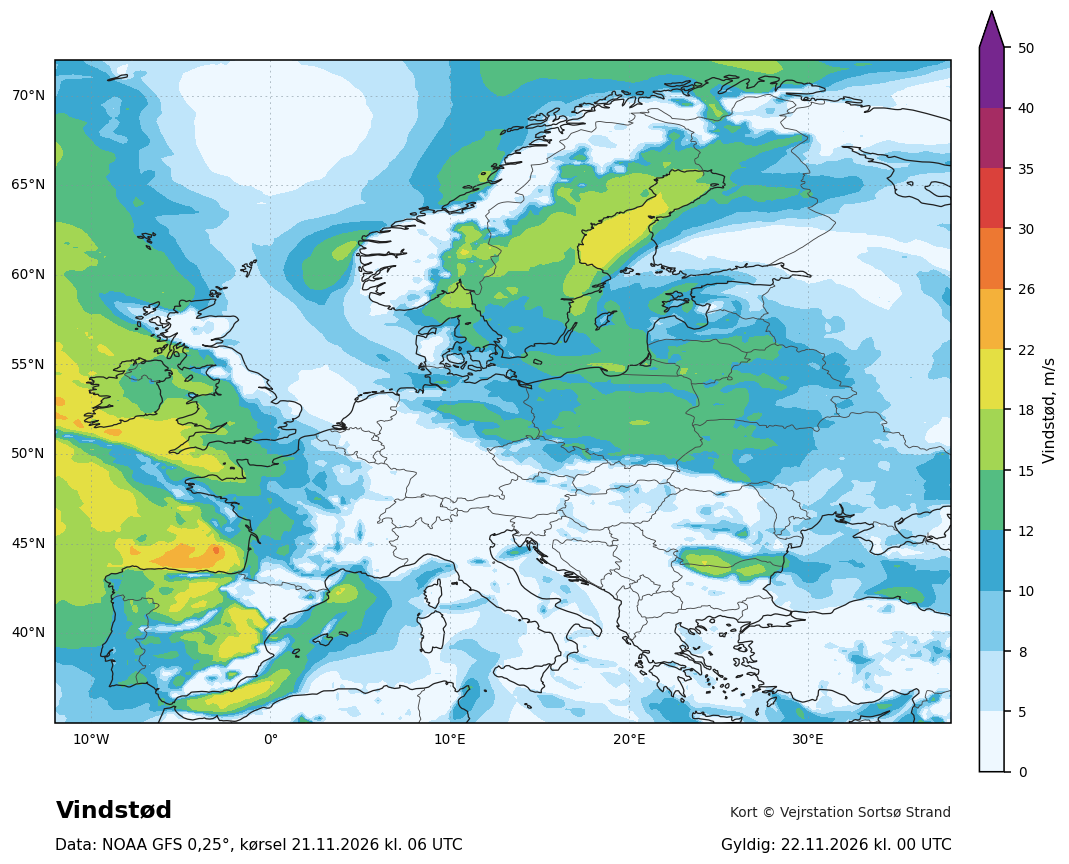 50
40
35
30
26
22
18
15
12
10
8
5
0
Vindstød, m/s
70°N
65°N
60°N
55°N
50°N
45°N
40°N
10°W
0°
10°E
20°E
30°E
Vindstød
Kort © Vejrstation Sortsø Strand
Data: NOAA GFS 0,25°, kørsel 21.11.2026 kl. 06 UTC
Gyldig: 22.11.2026 kl. 00 UTC